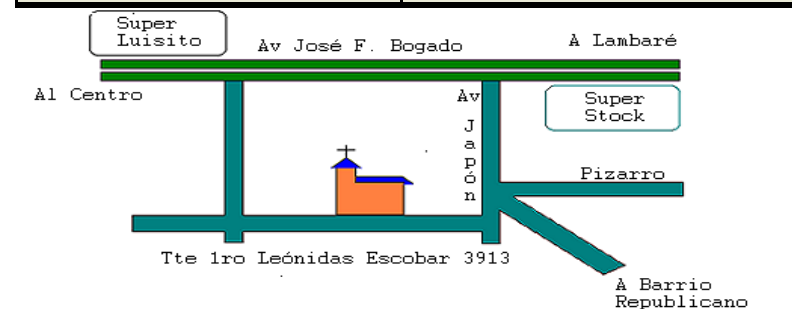 Super
Luisito
Av José F. Bogado
A Lambaré
Al Centro
Av
Japón
Super
Stock
Pizarro
Tte 1ro Leónidas Escobar 3913
A Barrio
Republicano